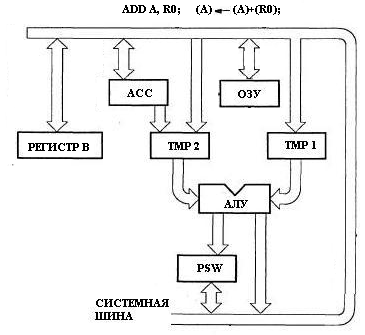 ADD A, R0; (A) ← (A)+(R0);
ACC
ОЗУ
РЕГИСТР В
TMP 2
TMP 1
АЛУ
PSW
СИСТЕМНАЯ
ШИНА